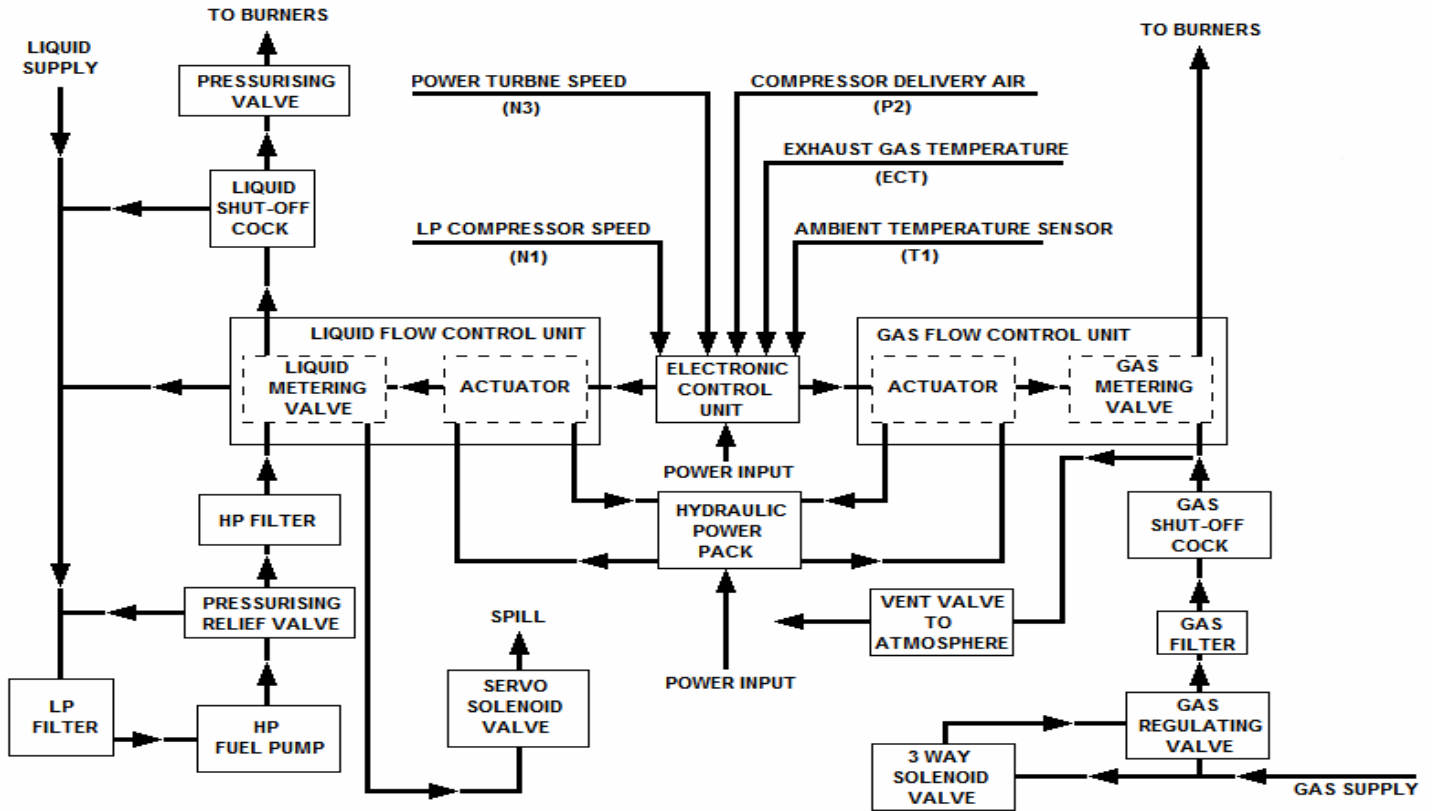 TO BURNERS
LIQUID
SUPPLY
PRESSURISING
VALVE
POWER TURBNE SPEED
(N3)
COMPRESSOR DELIVERY AIR
(P2)
TO BURNERS
EXHAUST GAS TEMPERATURE
(ECT)
LIQUID
SHUT-OFF
COCK
LP COMPRESSOR SPEED
(N1)
AMBIENT TEMPERATURE SENSOR
(T1)
LIQUID FLOW CONTROL UNIT
LIQUID
METERING
VALVE
ACTUATOR
ELECTRONIC
CONTROL
UNIT
GAS FLOW CONTROL UNIT
ACTUATOR
GAS
METERING
VALVE
POWER INPUT
HP FILTER
HYDRAULIC
POWER
PACK
GAS
SHUT-OFF
COCK
PRESSURISING
RELIEF VALVE
SPILL
VENT VALVE
TO
ATMOSPHERE
GAS
FILTER
LP
FILTER
HP
FUEL PUMP
SERVO
SOLENOID
VALVE
POWER INPUT
GAS
REGULATING
VALVE
3 WAY
SOLENOID
VALVE
GAS SUPPLY